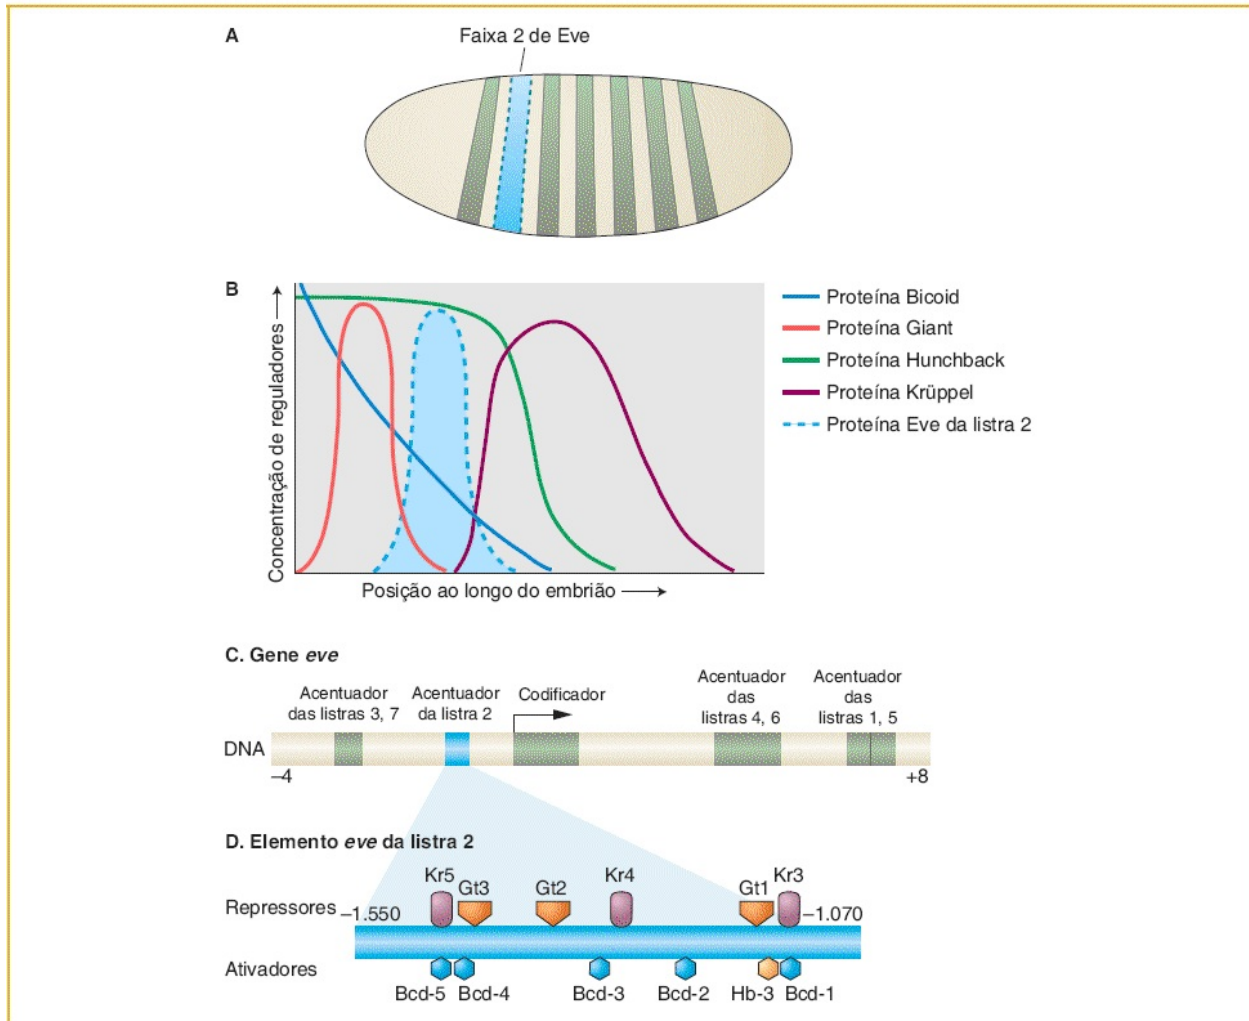 A
Faixa 2 de Eve
B
Concentração de reguladores
Posição ao longo do embrião
Proteína Bicoid
Proteína Giant
Proteína Hunchback
Proteína Krüppel
Proteína Eve da listra 2
C. Gene eve
Acentuador
das listras 3, 7
Acentuador
da listra 2
Codificador
Acentuador
das
listras 4, 6
Acentuador
das
listras 1, 5
DNA
–4
+8
D. Elemento eve da listra 2
Kr5
Gt3
Gt2
Kr4
Gt1
Kr3
Repressores
–1.550
–1.070
Ativadores
Bcd-5
Bcd-4
Bcd-3
Bcd-2
Hb-3
Bcd-1